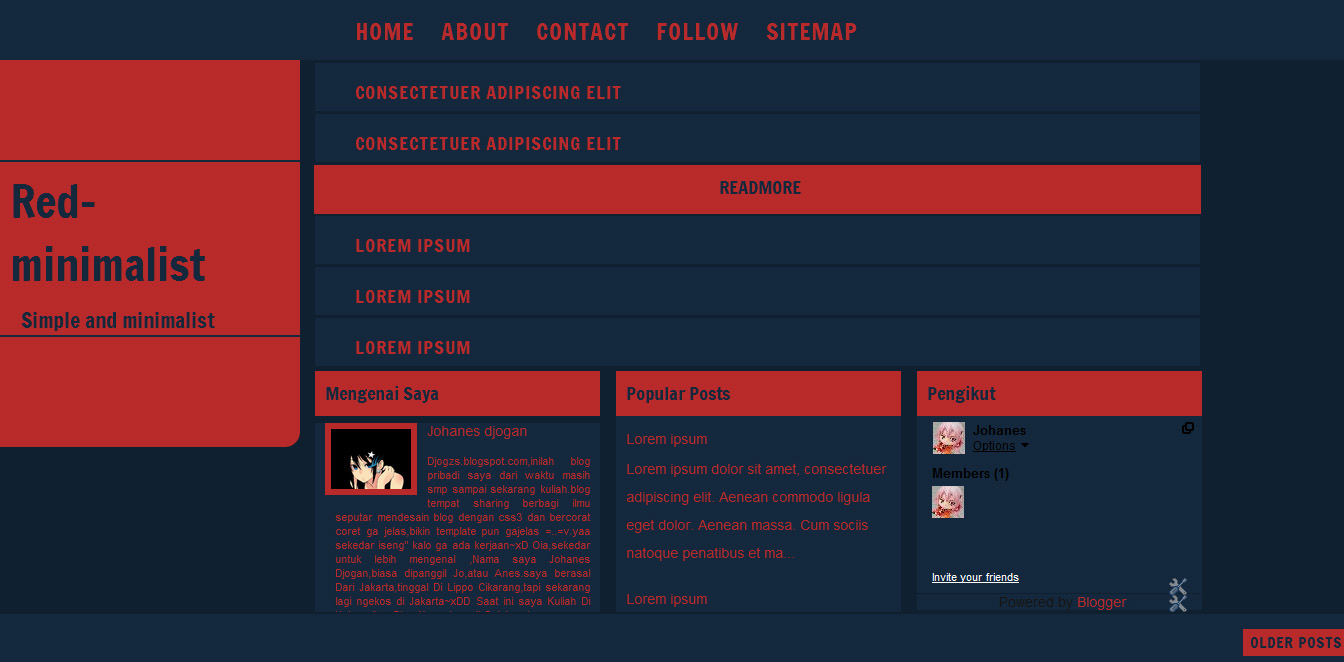 HOME ABOUT CONTACT FOLLOW SITEMAP
Red-
minimalist
Simple and minimalist
CONSECTETUER ADIPISCING ELIT
CONSECTETUER ADIPISCING ELIT
READMORE
LOREM IPSUM
LOREM IPSUM
LOREM IPSUM
Mengenai Saya
Johanes djogan
Djogzs.blogspot.com,inilah blog
pribadi saya dari waktu masih
smp sampai sekarang kuliah.blog
tempat sharing berbagi ilmu
seputar mendesain blog dengan css3 dan bercorat
coret ga jelas,bikin template pun gajelas =..=v.yaa
sekedar iseng" kalo ga ada kerjaan~xD Oia,sekedar
untuk lebih mengenal ,Nama saya Johanes
Djogan,biasa dipanggil Jo,atau Anes.saya berasal
Dari Jakarta,tinggal Di Lippo Cikarang,tapi sekarang
lagi ngekos di Jakarta~xDD Saat ini saya Kuliah Di
Popular Posts
Lorem ipsum
Lorem ipsum dolor sit amet, consectetuer
adipiscing elit. Aenean commodo ligula
eget dolor. Aenean massa. Cum sociis
natoque penatibus et ma...
Lorem ipsum
Pengikut
Johanes
Options
Members (1)
Invite your friends
Powered by Blogger
OLDER POSTS